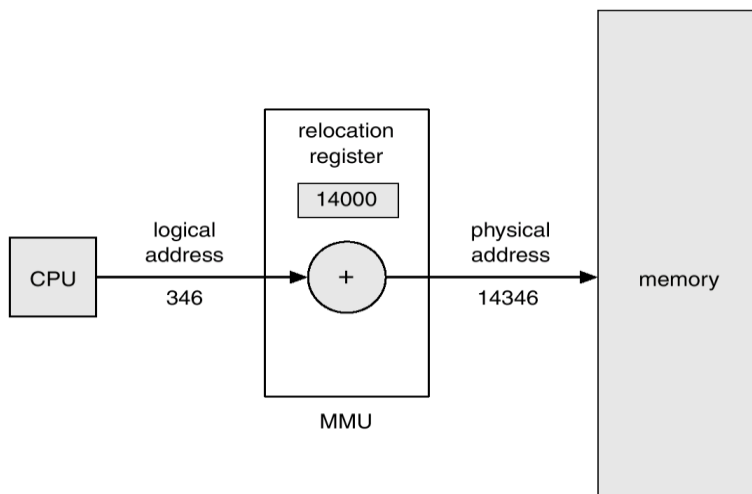 relocation
register
14000
logical
address
346
CPU
+
physical
address
14346
memory
MMU